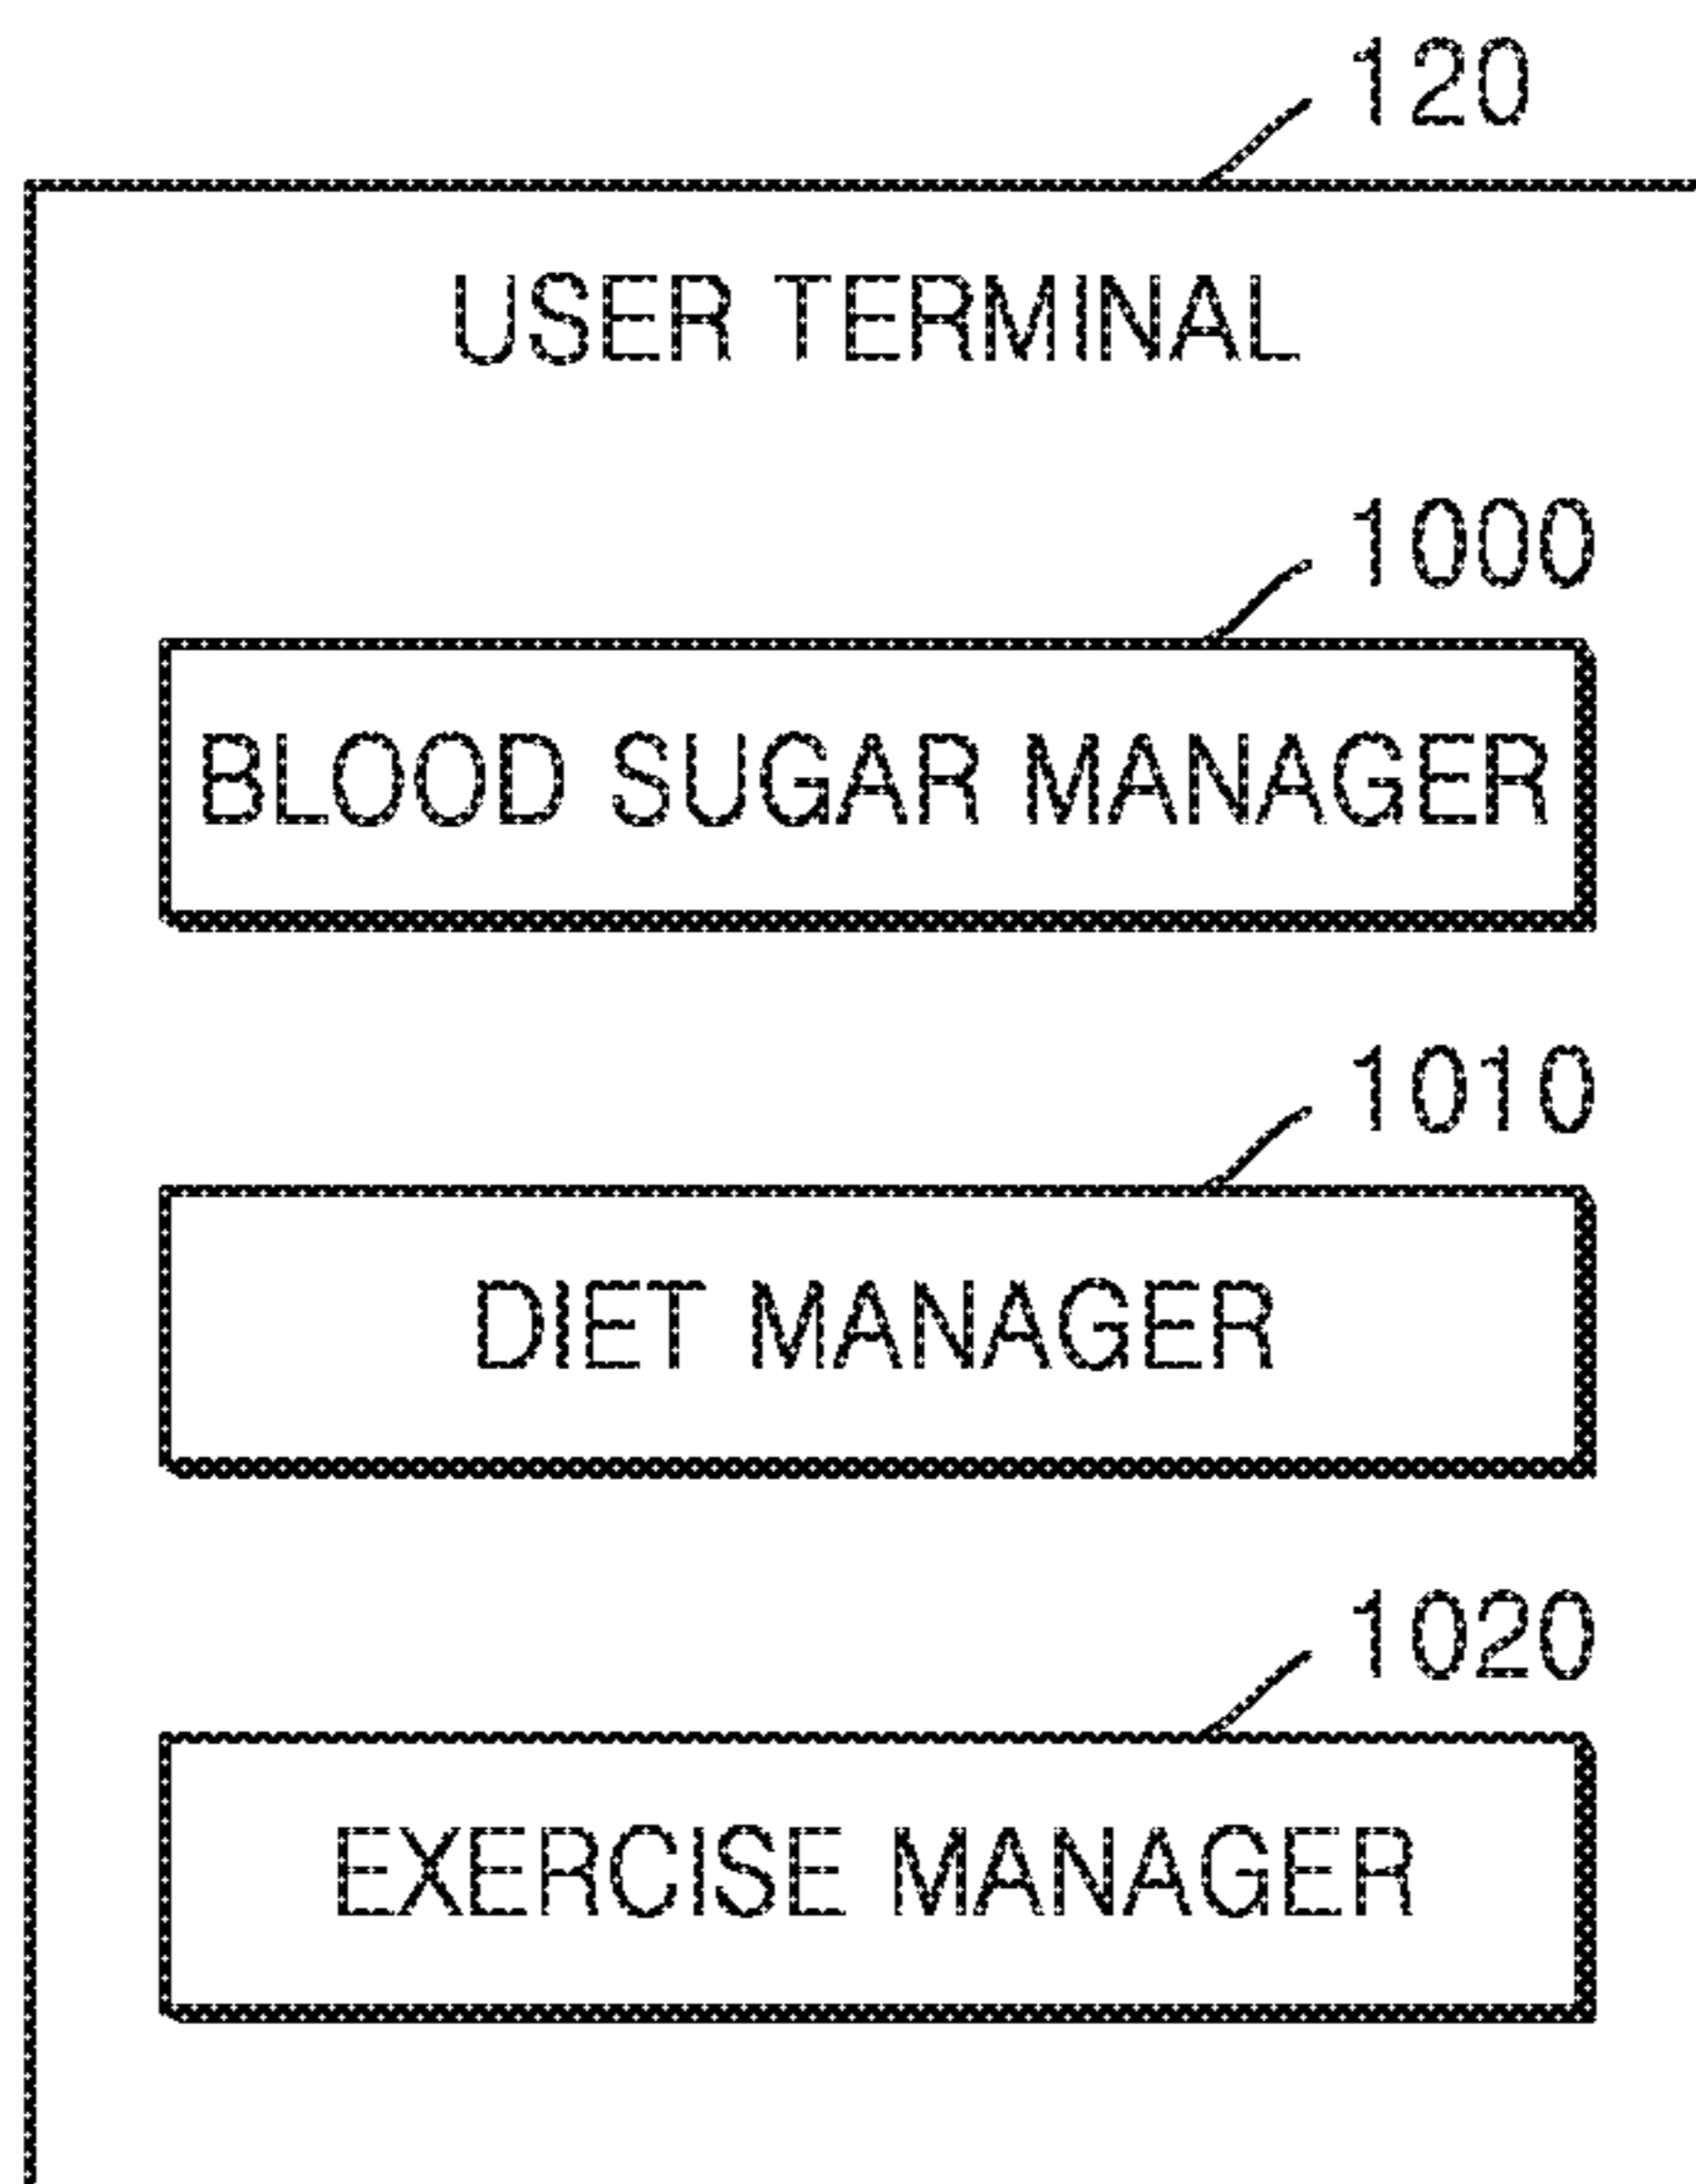 120
USER TERMINAL
1000
BLOOD SUGAR MANAGER
1010
DIET MANAGER
1020
EXERCISE MANAGER